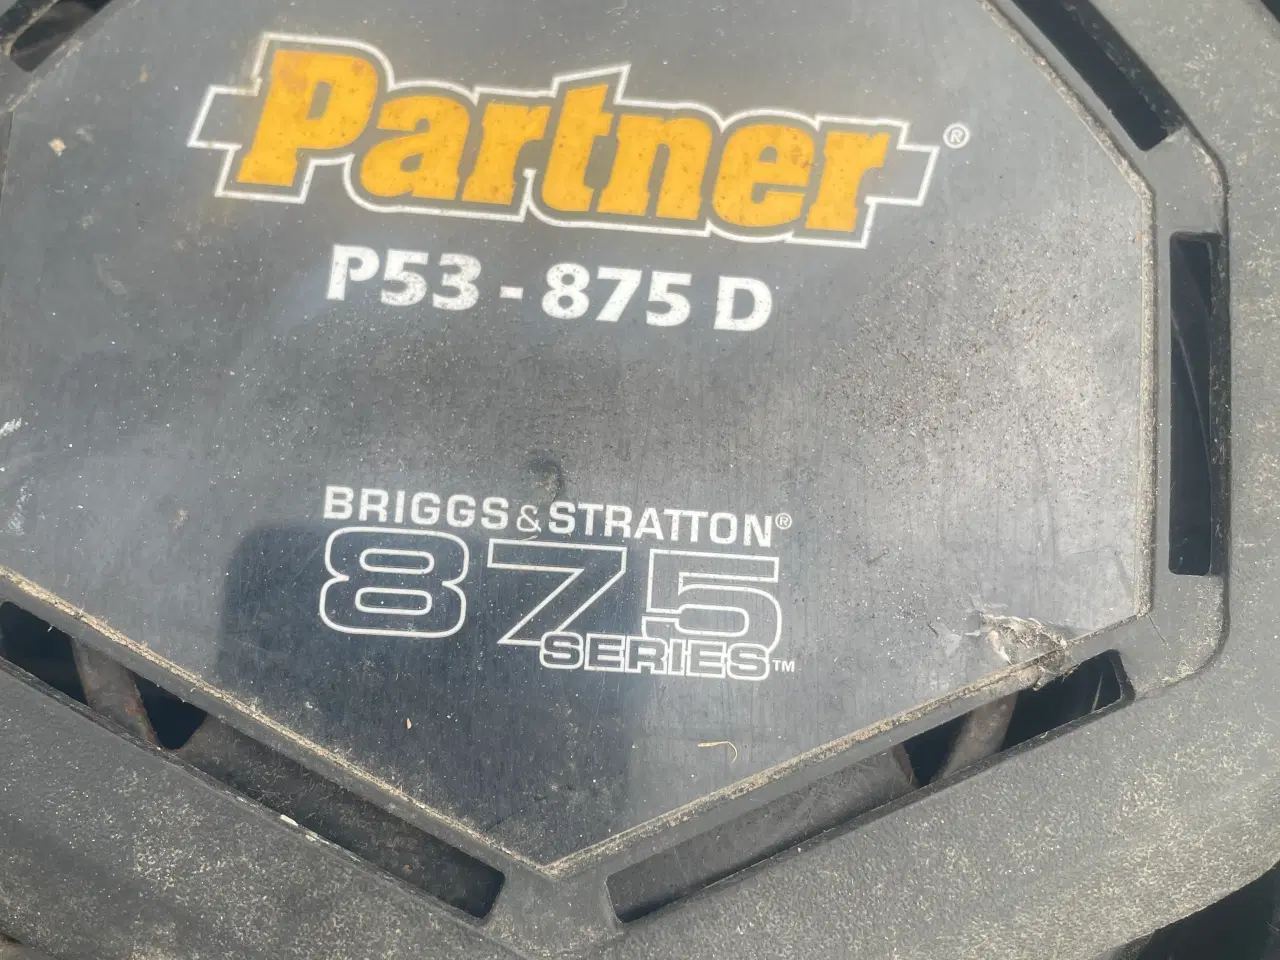 Partner®
P53 - 875 D
BRIGGS & STRATTON®
875
SERIES™